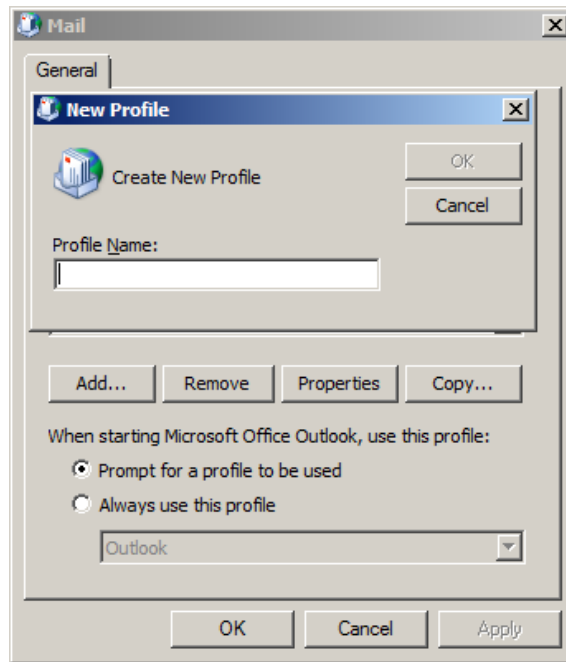 Mail
General
New Profile
Create New Profile
OK
Cancel
Profile Name:
Add... Remove Properties Copy...
When starting Microsoft Office Outlook, use this profile:
Prompt for a profile to be used
Always use this profile
Outlook
OK Cancel Apply